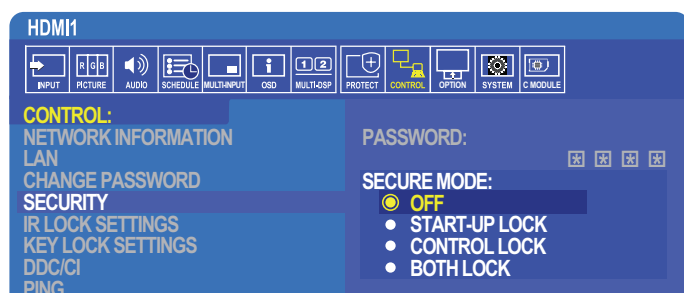 HDMI1
R G B
1 2
INPUT PICTURE AUDIO SCHEDULE MULTI-INPUT OSD MULTI-DSP PROTECT CONTROL OPTION SYSTEM C MODULE
CONTROL:
NETWORK INFORMATION
PASSWORD:
LAN
* * * *
CHANGE PASSWORD
SECURE MODE:
SECURITY
OFF
IR LOCK SETTINGS
START-UP LOCK
KEY LOCK SETTINGS
CONTROL LOCK
DDC/CI
BOTH LOCK
PING